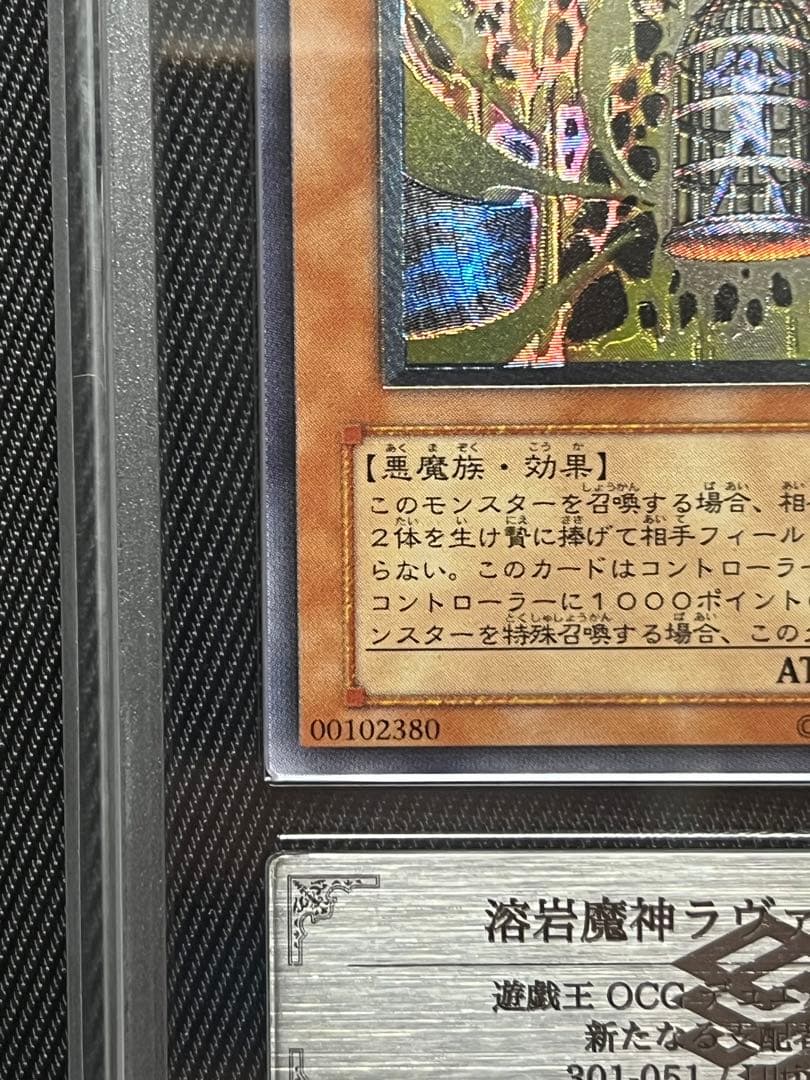 【悪魔族・効果】
このモンスターを召喚する場合、相
2体を生け贄に捧げて相手フィール
らない。このカードはコントローラー
コントローラーに1000ポイント
ンスターを特殊召喚する場合、この
AT
00102380
溶岩魔神ラヴァ
遊戯王 OCG デュエ
新たなる支配者
301-051 / Ulti